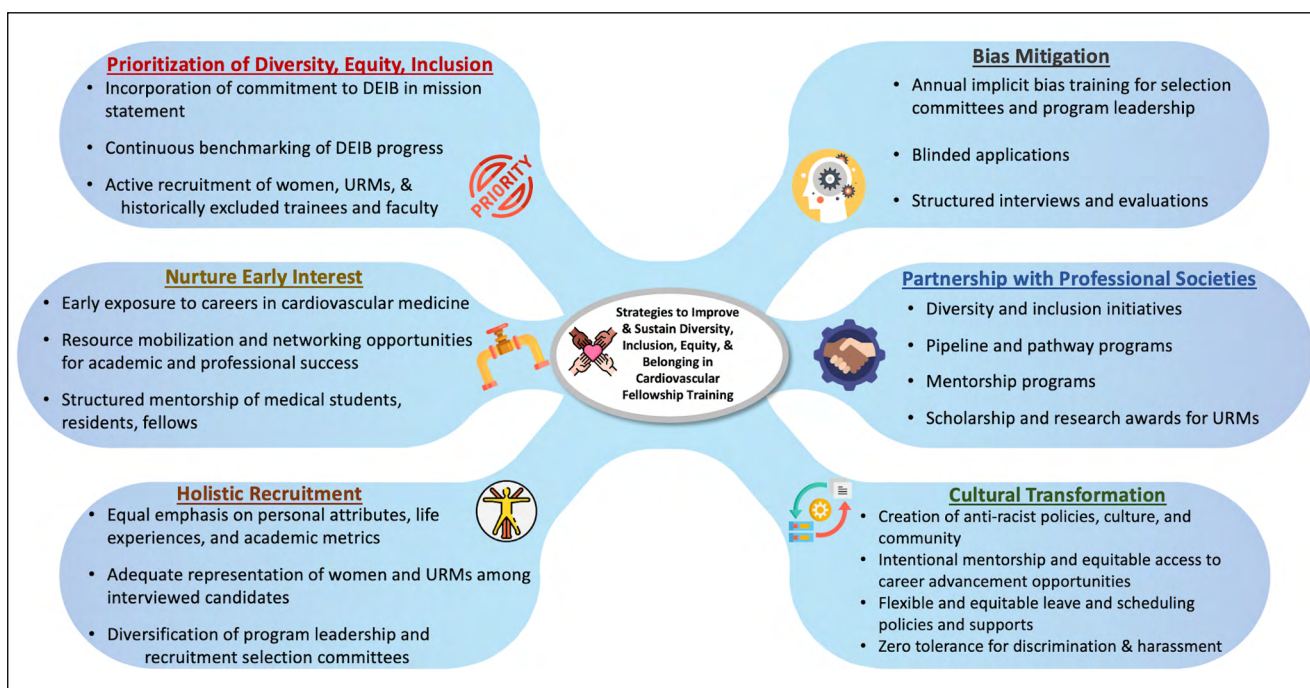 Prioritization of Diversity, Equity, Inclusion
• Incorporation of commitment to DEIB in mission
statement
• Continuous benchmarking of DEIB progress
• Active recruitment of women, URMs, &
historically excluded trainees and faculty
PRIORITY
Nurture Early Interest
• Early exposure to careers in cardiovascular medicine
• Resource mobilization and networking opportunities
for academic and professional success
• Structured mentorship of medical students,
residents, fellows
Holistic Recruitment
• Equal emphasis on personal attributes, life
experiences, and academic metrics
• Adequate representation of women and URMs among
interviewed candidates
• Diversification of program leadership and
recruitment selection committees
Strategies to Improve
& Sustain Diversity,
Inclusion, Equity, &
Belonging in
Cardiovascular
Fellowship Training
Bias Mitigation
• Annual implicit bias training for selection
committees and program leadership
• Blinded applications
• Structured interviews and evaluations
Partnership with Professional Societies
• Diversity and inclusion initiatives
• Pipeline and pathway programs
• Mentorship programs
• Scholarship and research awards for URMs
Cultural Transformation
• Creation of anti-racist policies, culture, and
community
• Intentional mentorship and equitable access to
career advancement opportunities
• Flexible and equitable leave and scheduling
policies and supports
• Zero tolerance for discrimination & harassment